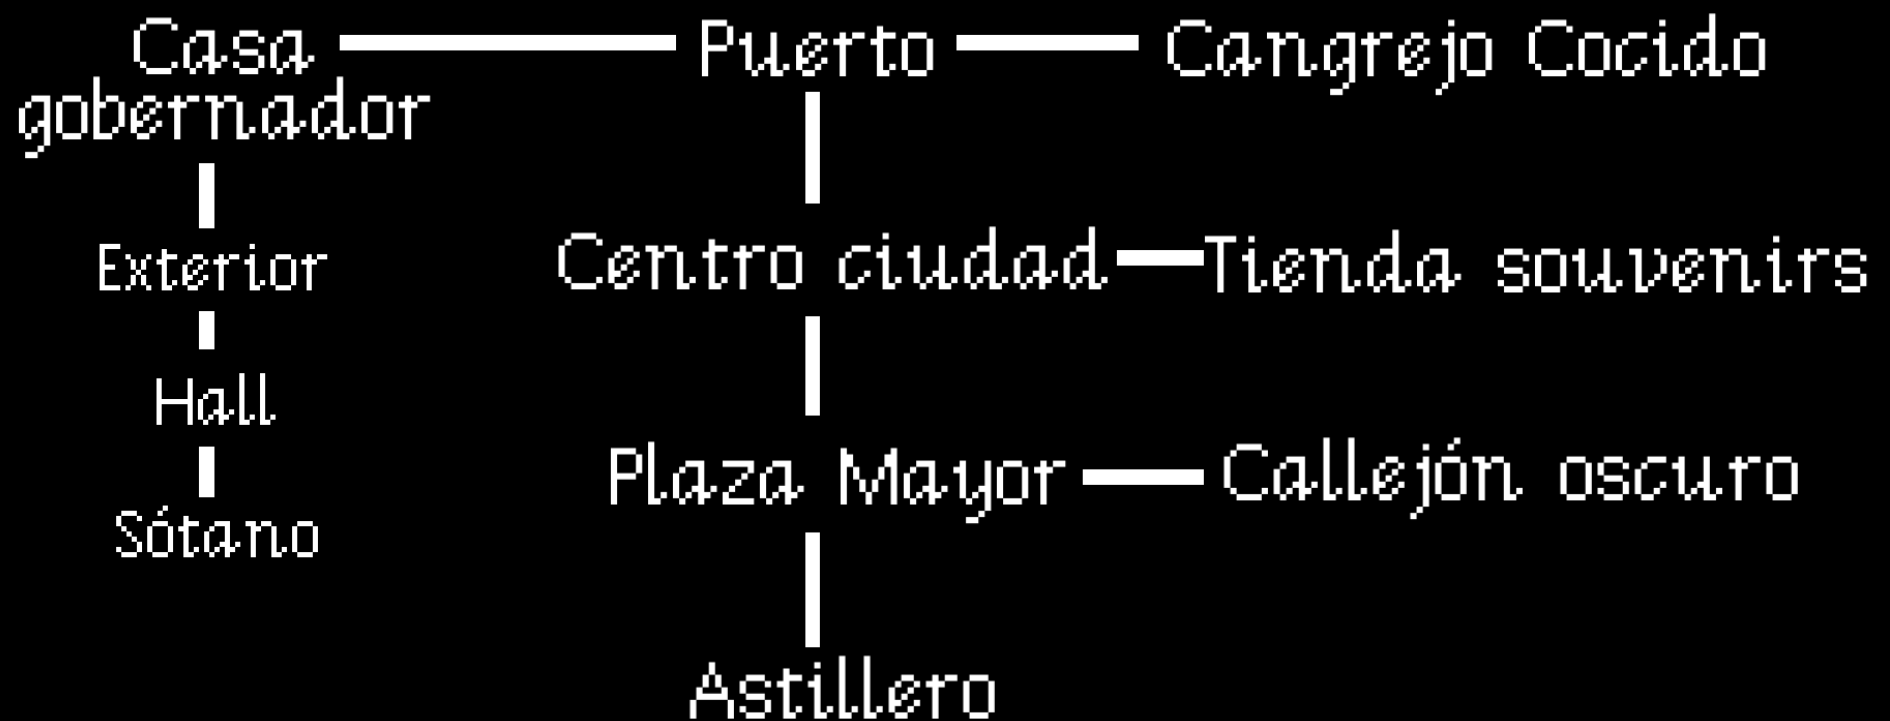 Casa
gobernador
Puerto
Cangrejo Cocido
Exterior
Centro ciudad
Tienda souvenirs
Hall
Plaza Mayor
Callejón oscuro
Sótano
Astillero